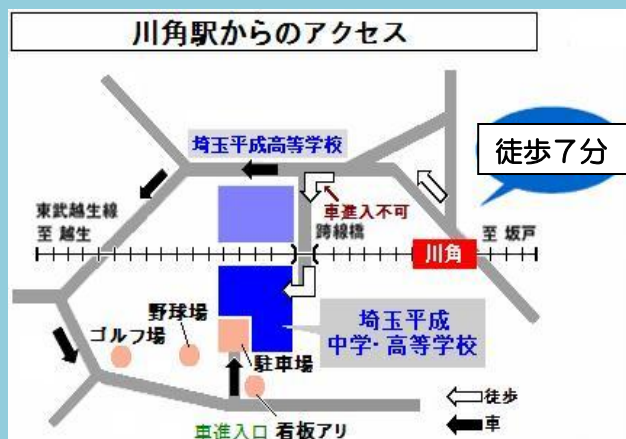 川角駅からのアクセス
徒歩7分
埼玉平成高等学校
車進入不可
跨線橋
東武越生線
至 越生
川角
至 坂戸
野球場
ゴルフ場
駐車場
埼玉平成
中学・高等学校
徒歩
車
車進入口 看板アリ